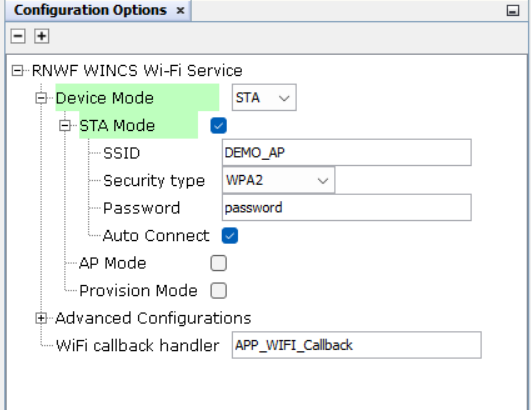 Configuration Options ×
RNWF WINCS Wi-Fi Service
Device Mode STA
STA Mode
SSID DEMO_AP
Security type WPA2
Password password
Auto Connect
AP Mode
Provision Mode
Advanced Configurations
WiFi callback handler APP_WIFI_Callback